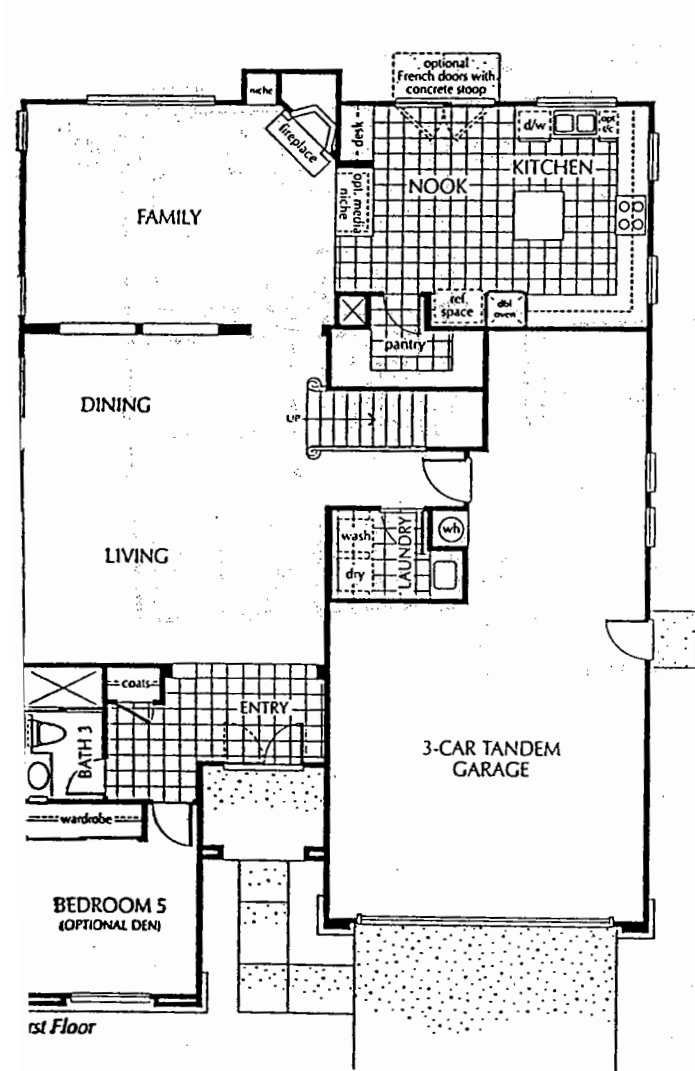 optional
French doors with
concrete stoop
niche
fireplace
desk
d/w
opt
t/c
KITCHEN
NOOK
opt. media
niche
FAMILY
ref.
space
dbl
oven
pantry
DINING
UP
wash
dry
LAUNDRY
wh
LIVING
coats
ENTRY
BATH 3
3-CAR TANDEM
GARAGE
wardrobe
BEDROOM 5
(OPTIONAL DEN)
rst Floor